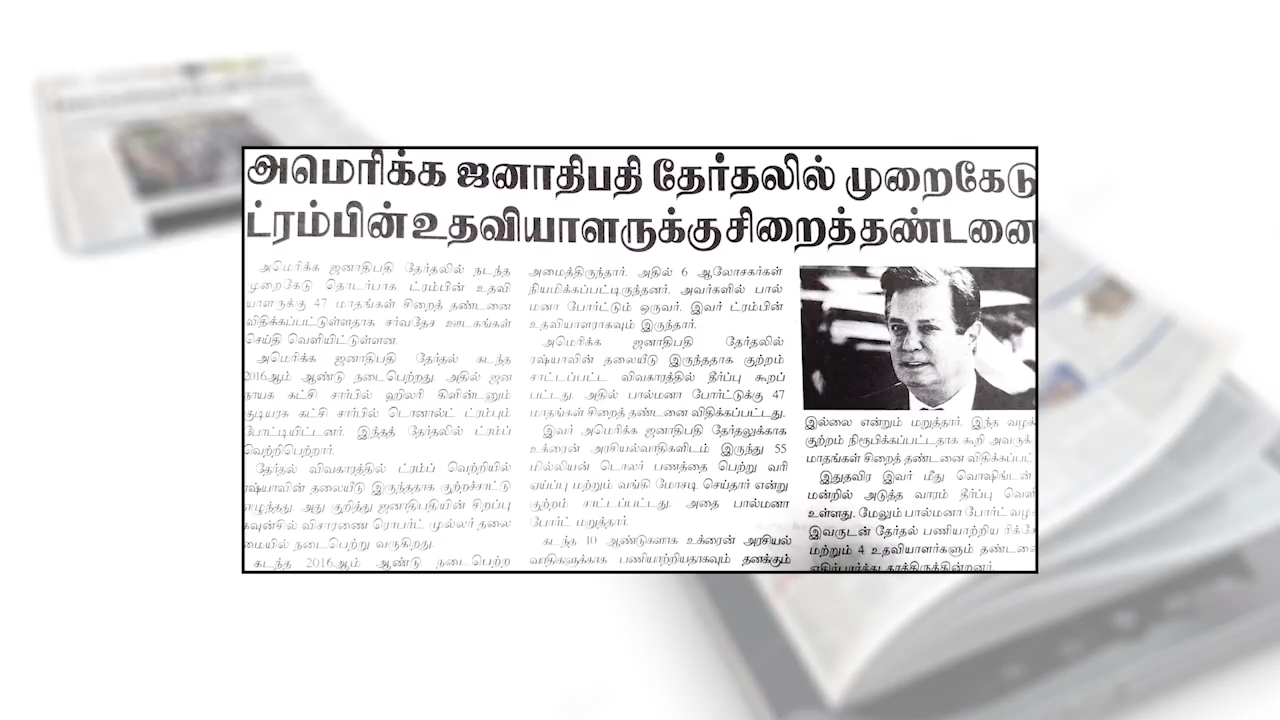 அமெரிக்க ஜனாதிபதி தேர்தலில் முறைகேடு
ட்ரம்பின் உதவியாளருக்கு சிறைத்தண்டனை
அமெரிக்க ஜனாதிபதி தேர்தலில் நடந்த
முறைகேடு தொடர்பாக ட்ரம்பின் உதவி
யாளருக்கு 47 மாதங்கள் சிறைத் தண்டனை
விதிக்கப்பட்டுள்ளதாக சர்வதேச ஊடகங்கள்
செய்தி வெளியிட்டுள்ளன.
அமெரிக்க ஜனாதிபதி தேர்தல் கடந்த
2016ஆம் ஆண்டு நடைபெற்றது. அதில் ஜன
நாயக கட்சி சார்பில் ஹிலரி கிளின்டனும்
குடியரசு கட்சி சார்பில் டொனால்ட் ட்ரம்பும்
போட்டியிட்டனர். இந்தத் தேர்தலில் ட்ரம்ப்
வெற்றிபெற்றார்.
தேர்தல் விவகாரத்தில் ட்ரம்ப் வெற்றியில்
ரஷ்யாவின் தலையீடு இருந்ததாக குற்றச்சாட்டு
எழுந்தது. அது குறித்து ஜனாதிபதியின் சிறப்பு
கவுன்சில் விசாரணை ரொபர்ட் முல்லர் தலை
மையில் நடைபெற்று வருகிறது.
கடந்த 2016ஆம் ஆண்டு நடைபெற்ற
அமைத்திருந்தார். அதில் 6 ஆலோசகர்கள்
நியமிக்கப்பட்டிருந்தனர். அவர்களில் பால்
மனா போர்ட்டும் ஒருவர். இவர் ட்ரம்பின்
உதவியாளராகவும் இருந்தார்.
அமெரிக்க ஜனாதிபதி தேர்தலில்
ரஷ்யாவின் தலையீடு இருந்ததாக குற்றம்
சாட்டப்பட்ட விவகாரத்தில் தீர்ப்பு கூறப்
பட்டது. அதில் பால்மனா போர்ட்டுக்கு 47
மாதங்கள் சிறைத் தண்டனை விதிக்கப்பட்டது.
இவர் அமெரிக்க ஜனாதிபதி தேர்தலுக்காக
உக்ரைன் அரசியல்வாதிகளிடம் இருந்து 55
மில்லியன் டொலர் பணத்தை பெற்று வரி
ஏய்ப்பு மற்றும் வங்கி மோசடி செய்தார் என்று
குற்றம் சாட்டப்பட்டது. அதை பால்மனா
போர்ட் மறுத்தார்.
கடந்த 10 ஆண்டுகளாக உக்ரைன் அரசியல்
வாதிகளுக்காக பணியாற்றியதாகவும் தனக்கும்
இல்லை என்றும் மறுத்தார். இந்த வழக்
குற்றம் நிரூபிக்கப்பட்டதாக கூறி அவருக்
மாதங்கள் சிறைத் தண்டனை விதிக்கப்பட்
இதுதவிர இவர் மீது வொஷிங்டன்
மன்றில் அடுத்த வாரம் தீர்ப்பு வெளி
உள்ளது. மேலும் பால்மனா போர்ட் வழ
இவருடன் தேர்தல் பணியாற்றிய ரிக்கே
மற்றும் 4 உதவியாளர்களும் தண்டனை
எதிர்பார்த்து காத்திருக்கின்றனர்.